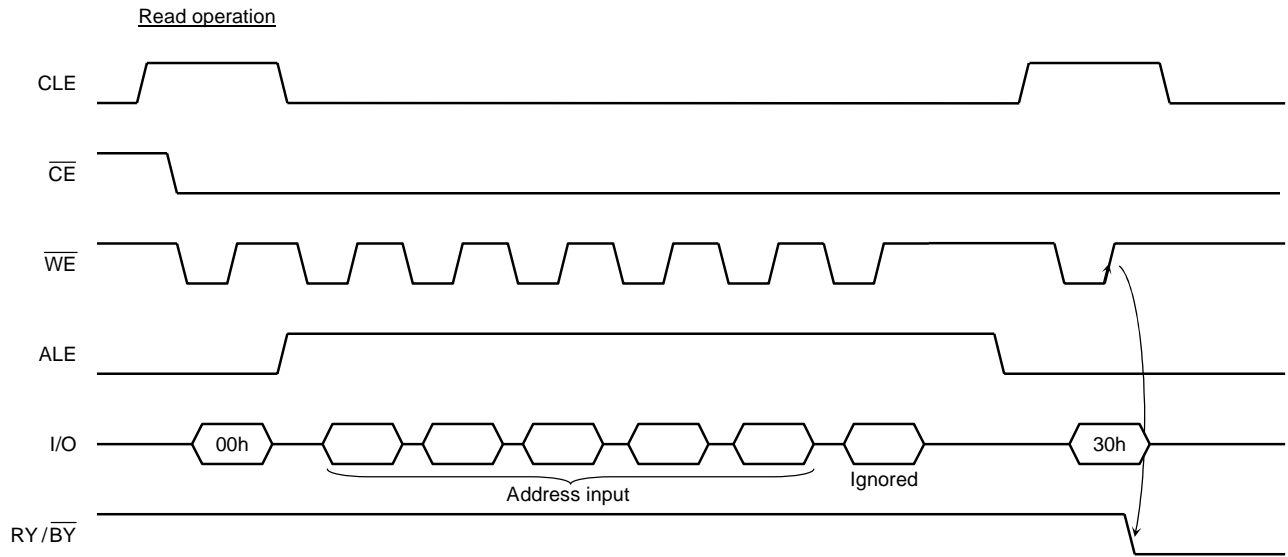 Read operation
CLE
CE
WE
ALE
I/O
00h
30h
Address input
Ignored
RY/BY